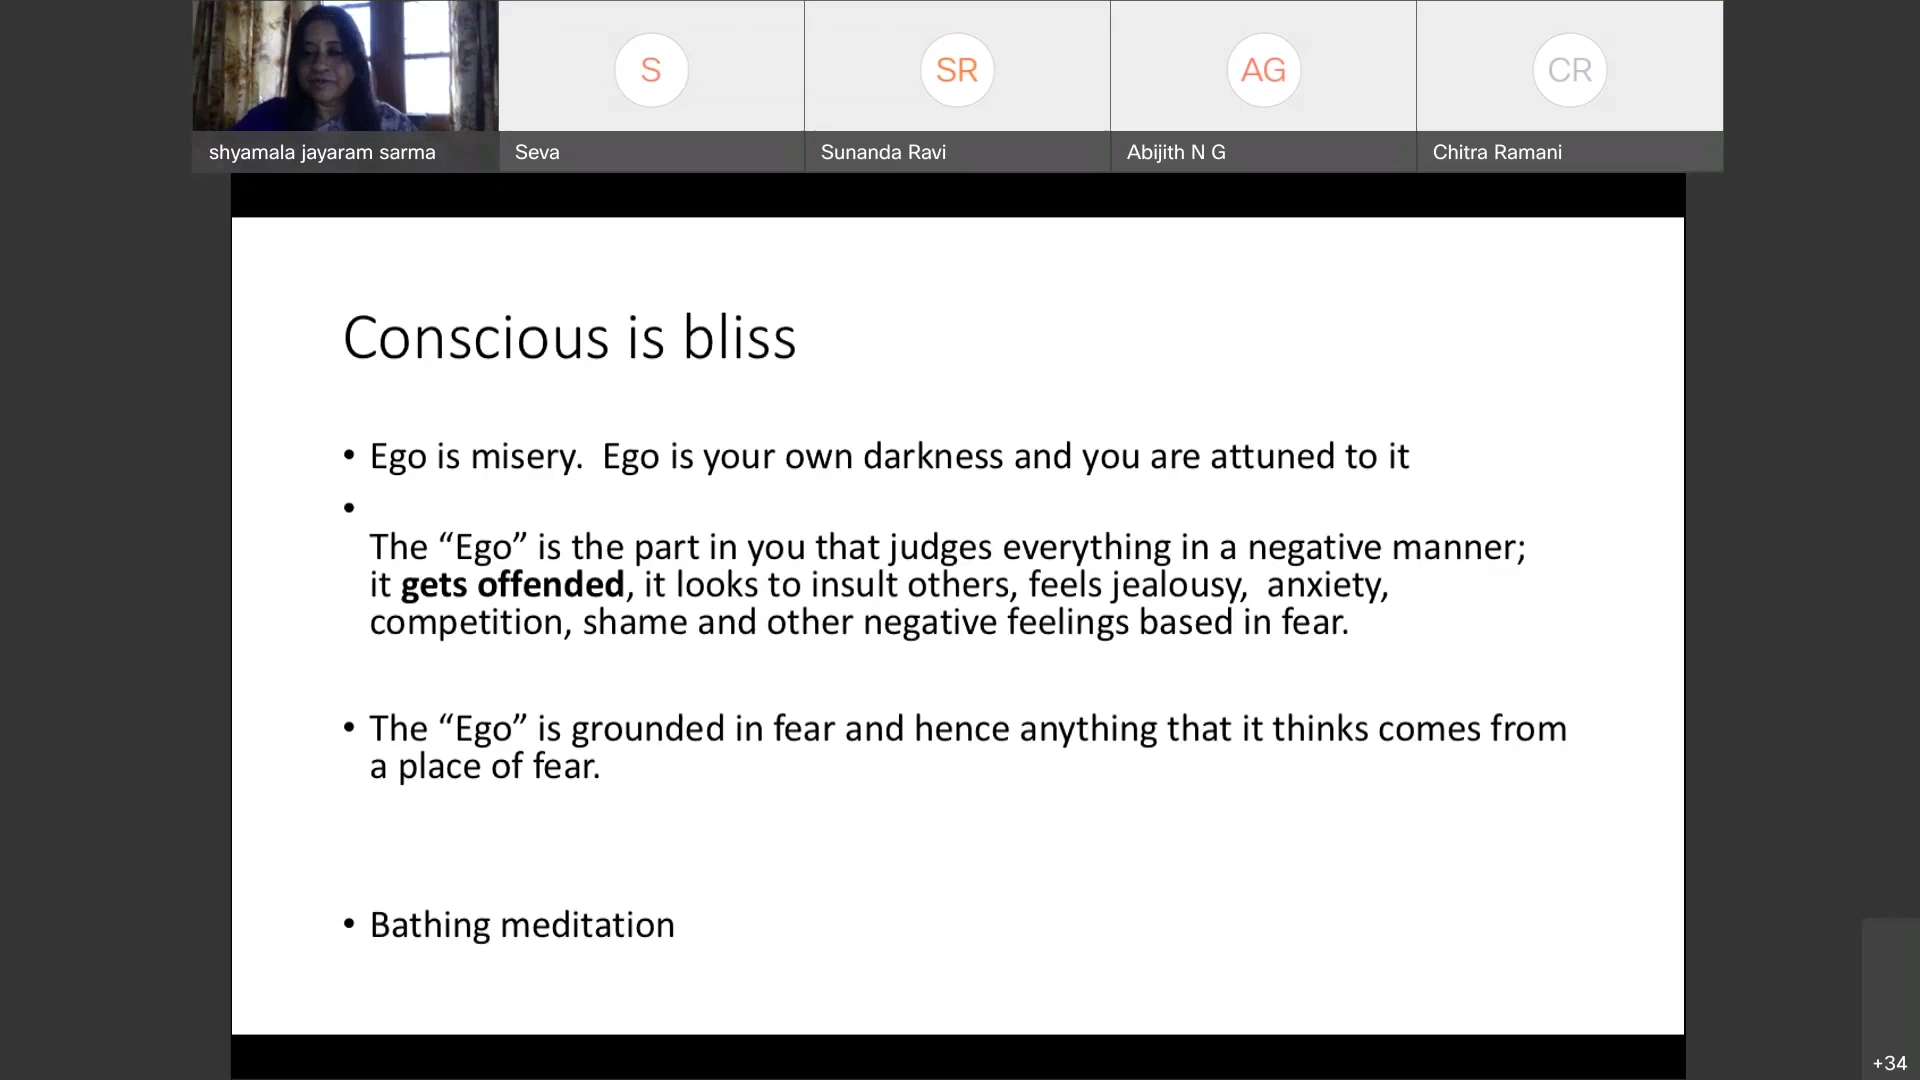 S
SR
AG
CR
shyamala jayaram sarma
Seva
Sunanda Ravi
Abijith N G
Chitra Ramani
Conscious is bliss
• Ego is misery.  Ego is your own darkness and you are attuned to it
•
The “Ego” is the part in you that judges everything in a negative manner;
it gets offended, it looks to insult others, feels jealousy,  anxiety,
competition, shame and other negative feelings based in fear.
• The “Ego” is grounded in fear and hence anything that it thinks comes from
a place of fear.
• Bathing meditation
+34